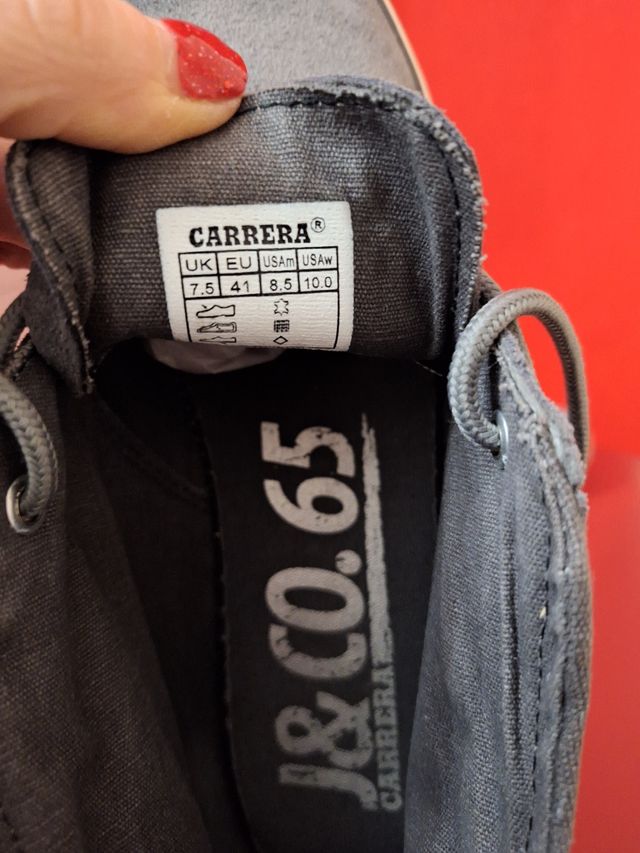 CARRERA®
UK EU USAm USAw
7.5 41 8.5 10.0
J&CO. 65
CARRERA